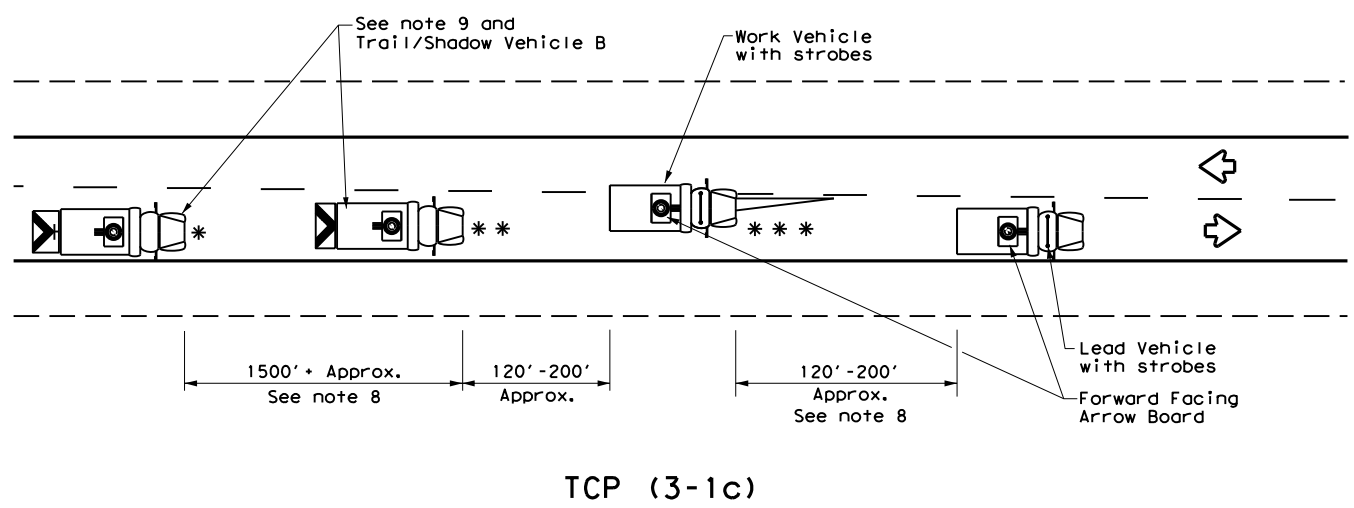 See note 9 and
Trail/Shadow Vehicle B
Work Vehicle
with strobes
*
* *
* * *
1500'+ Approx.
See note 8
120'-200'
Approx.
120'-200'
Approx.
See note 8
Lead Vehicle
with strobes
Forward Facing
Arrow Board
TCP (3-1c)